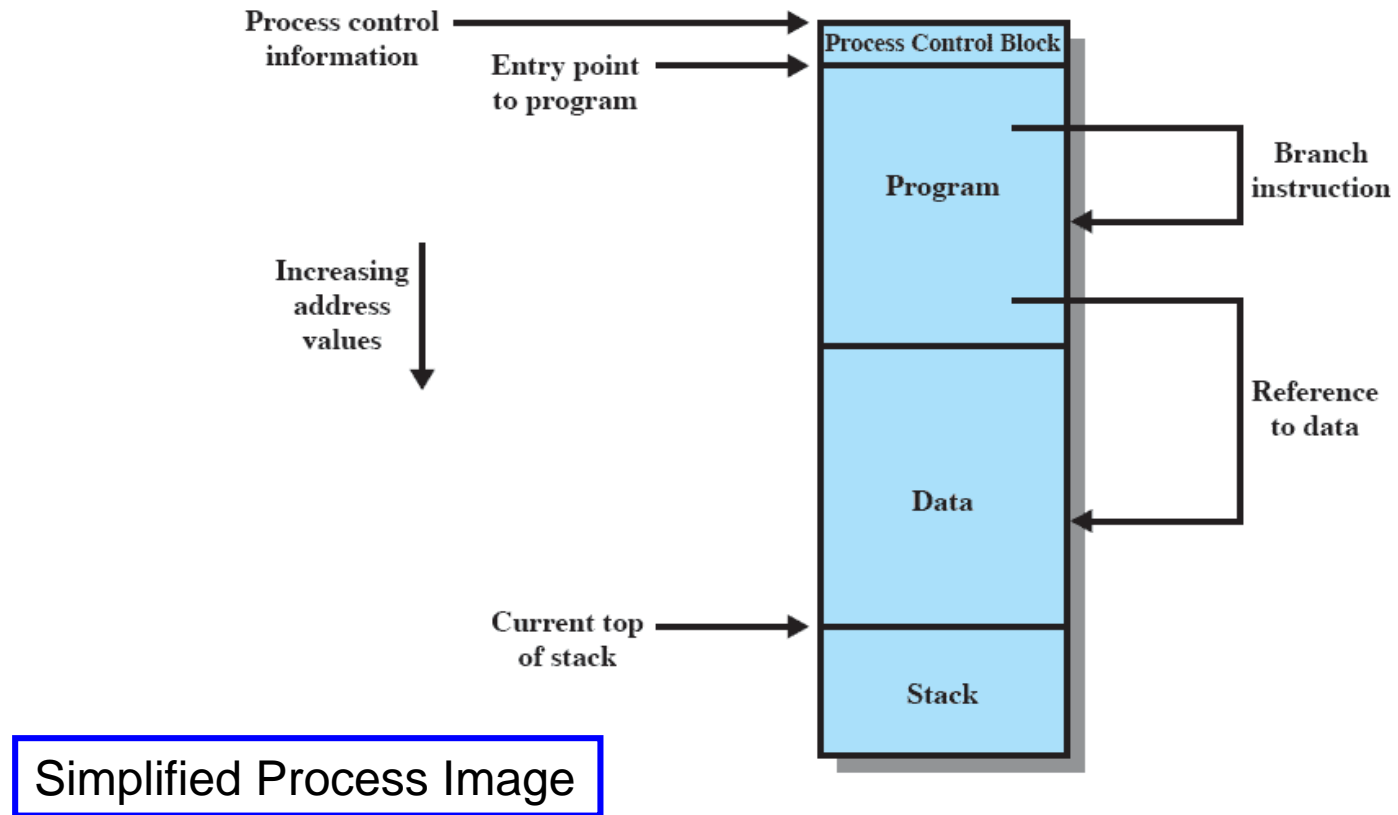 Process control
information
Process Control Block
Entry point
to program
Branch
instruction
Program
Increasing
address
values
Reference
to data
Data
Current top
of stack
Stack
Simplified Process Image